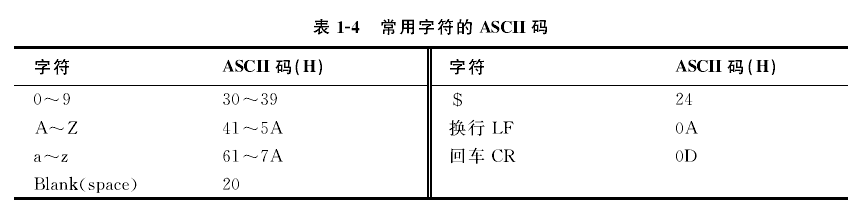 表 1-4 常用字符的 ASCII 码
字符 ASCII 码(H) 字符 ASCII 码(H)
0～9 30～39 $ 24
A～Z 41～5A 换行 LF 0A
a～z 61～7A 回车 CR 0D
Blank(space) 20